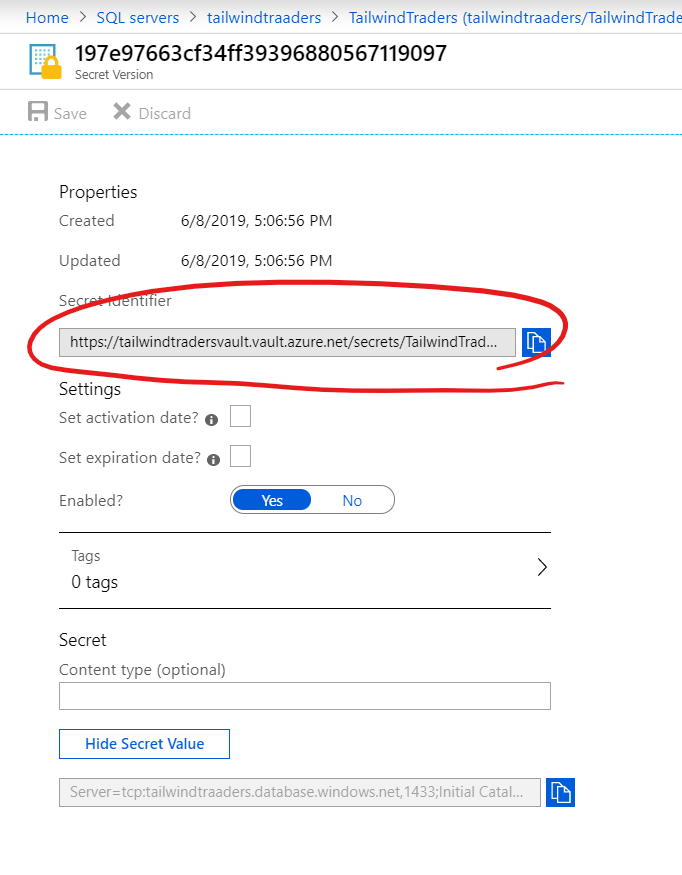 Home > SQL servers > tailwindtraaders > TailwindTraders (tailwindtraaders/TailwindTrade
197e97663cf34ff39396880567119097
Secret Version
Save Discard
Properties
Created 6/8/2019, 5:06:56 PM
Updated 6/8/2019, 5:06:56 PM
Secret Identifier
https://tailwindtradersvault.vault.azure.net/secrets/TailwindTrad...
Settings
Set activation date?
Set expiration date?
Enabled? Yes No
Tags
0 tags
Secret
Content type (optional)
Hide Secret Value
Server=tcp:tailwindtraaders.database.windows.net,1433;Initial Catal...